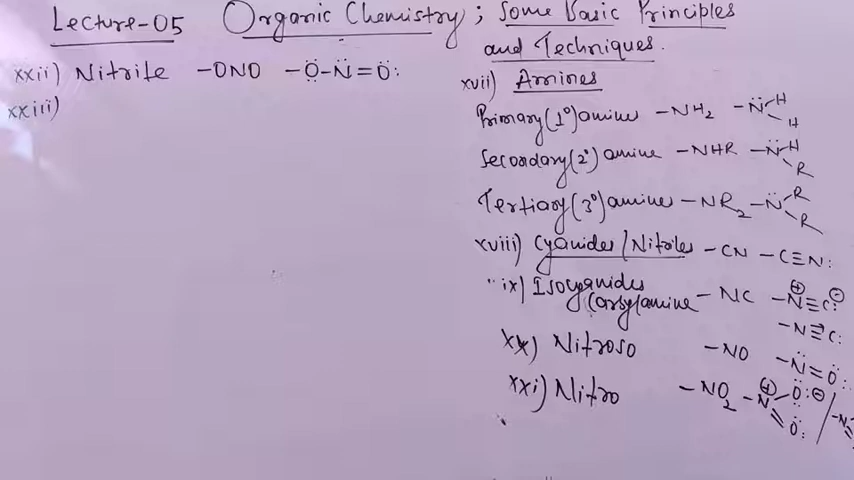 Lecture-05 Organic Chemistry; Some Basic Principles
and Techniques.
xxii) Nitrite -ONO -Ö-N̈=Ö:
xxiii)
xvii) Amines
Primary(1°)amine -NH₂ -N̈-H H
Secondary(2°) amine -NHR -N̈-H R
Tertiary(3°)amine -NR₂ -N̈-R R
xviii) Cyanides/Nitriles -CN -C≡N:
ix) Isocyanides
Carbylamine -NC -N⊕≡C:⊖
-N≡C:
xx) Nitroso -NO -N̈=Ö:
xxi) Nitro -NO₂ -N⊕-Ö:⊖ =Ö: / -N